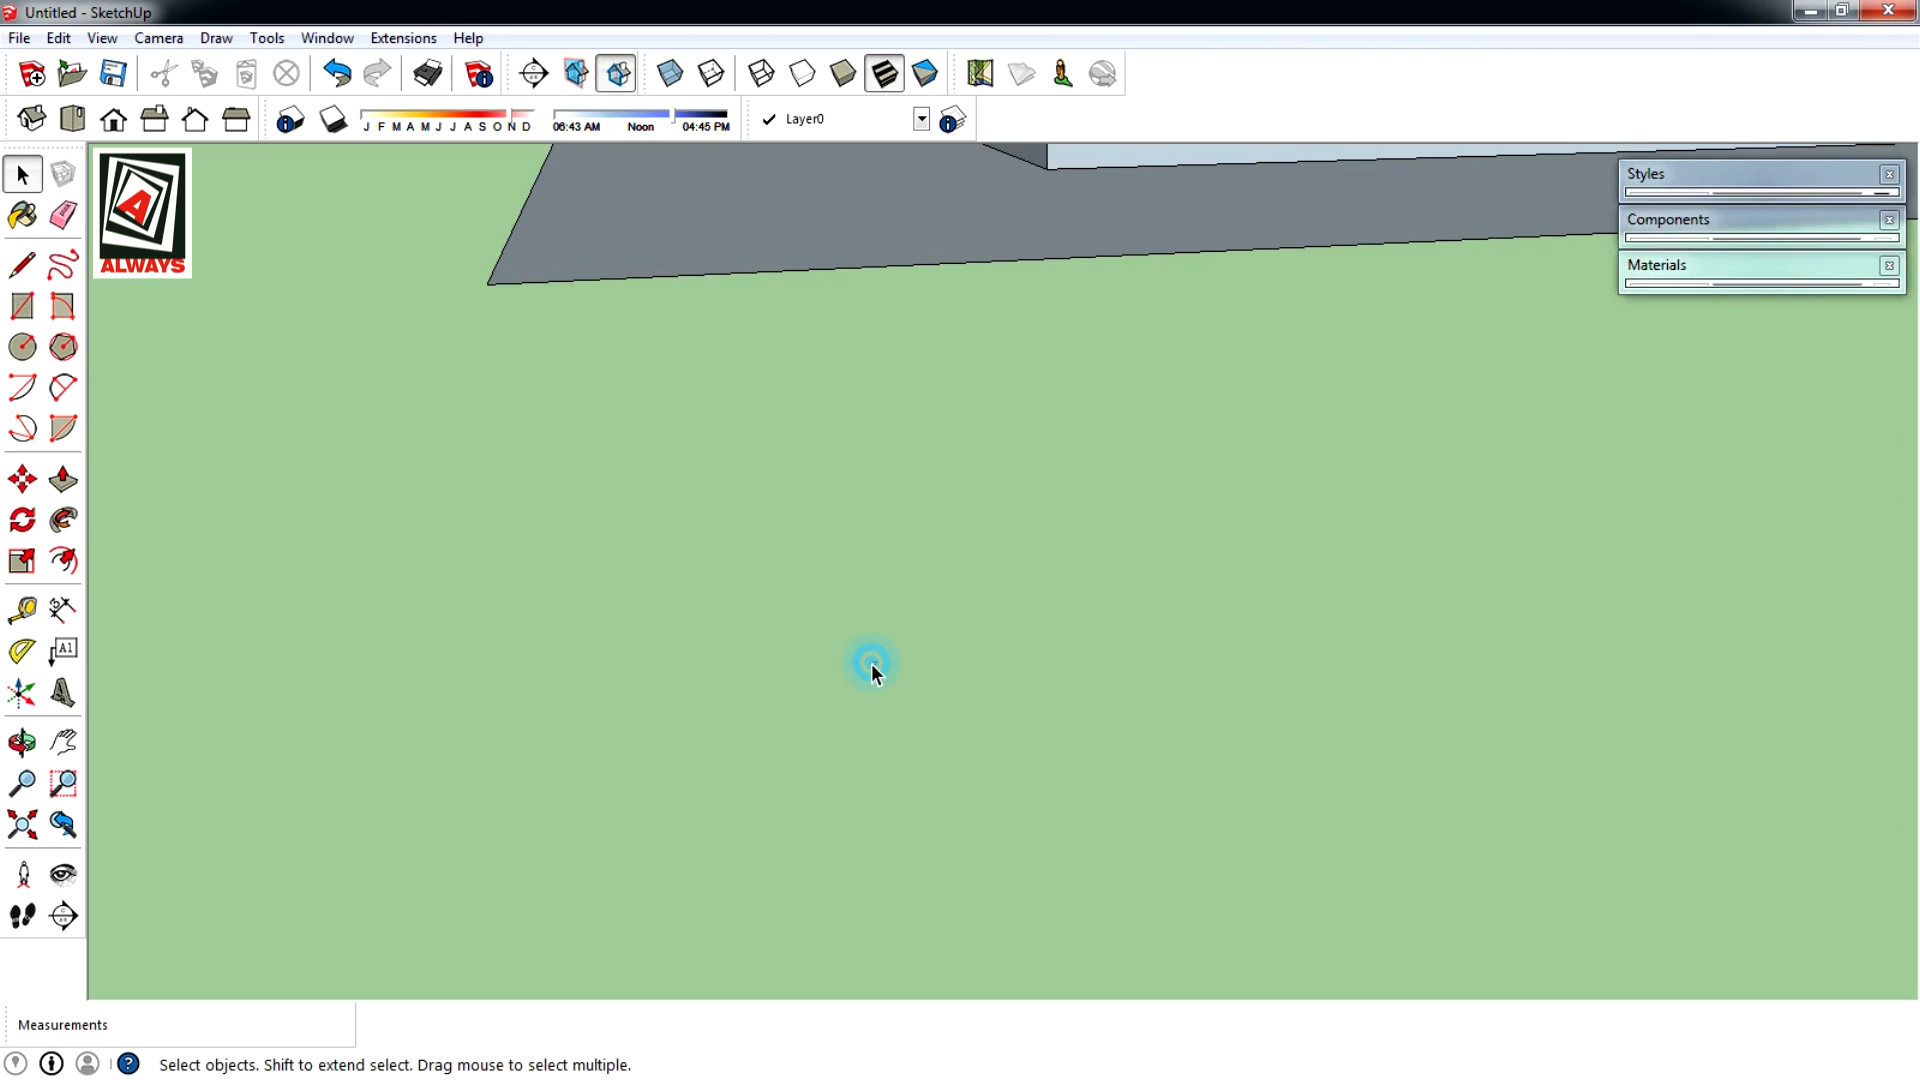 Untitled - SketchUp
File Edit View Camera Draw Tools Window Extensions Help
J F M A M J J A S O N D 06:43 AM Noon 04:45 PM Layer0
A
ALWAYS
Styles
Components
Materials
A1
Measurements
Select objects. Shift to extend select. Drag mouse to select multiple.